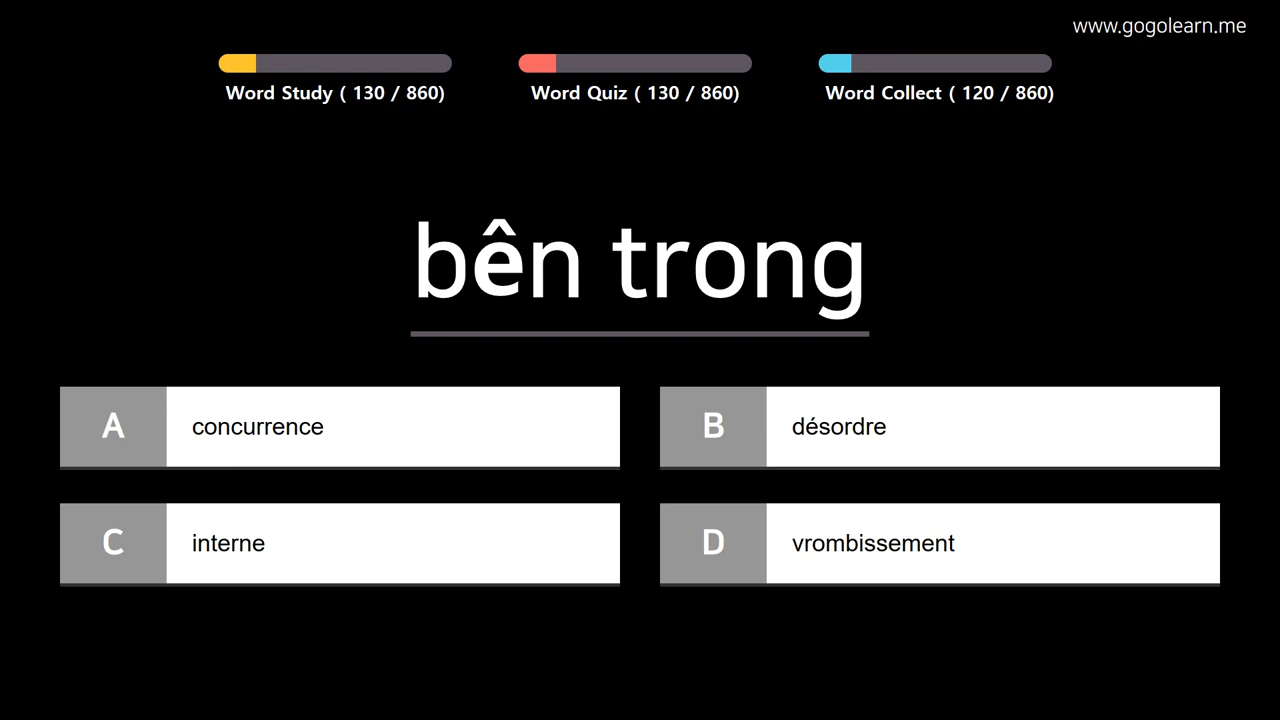 www.gogolearn.me
Word Study ( 130 / 860)
Word Quiz ( 130 / 860)
Word Collect ( 120 / 860)
bên trong
A concurrence
B désordre
C interne
D vrombissement